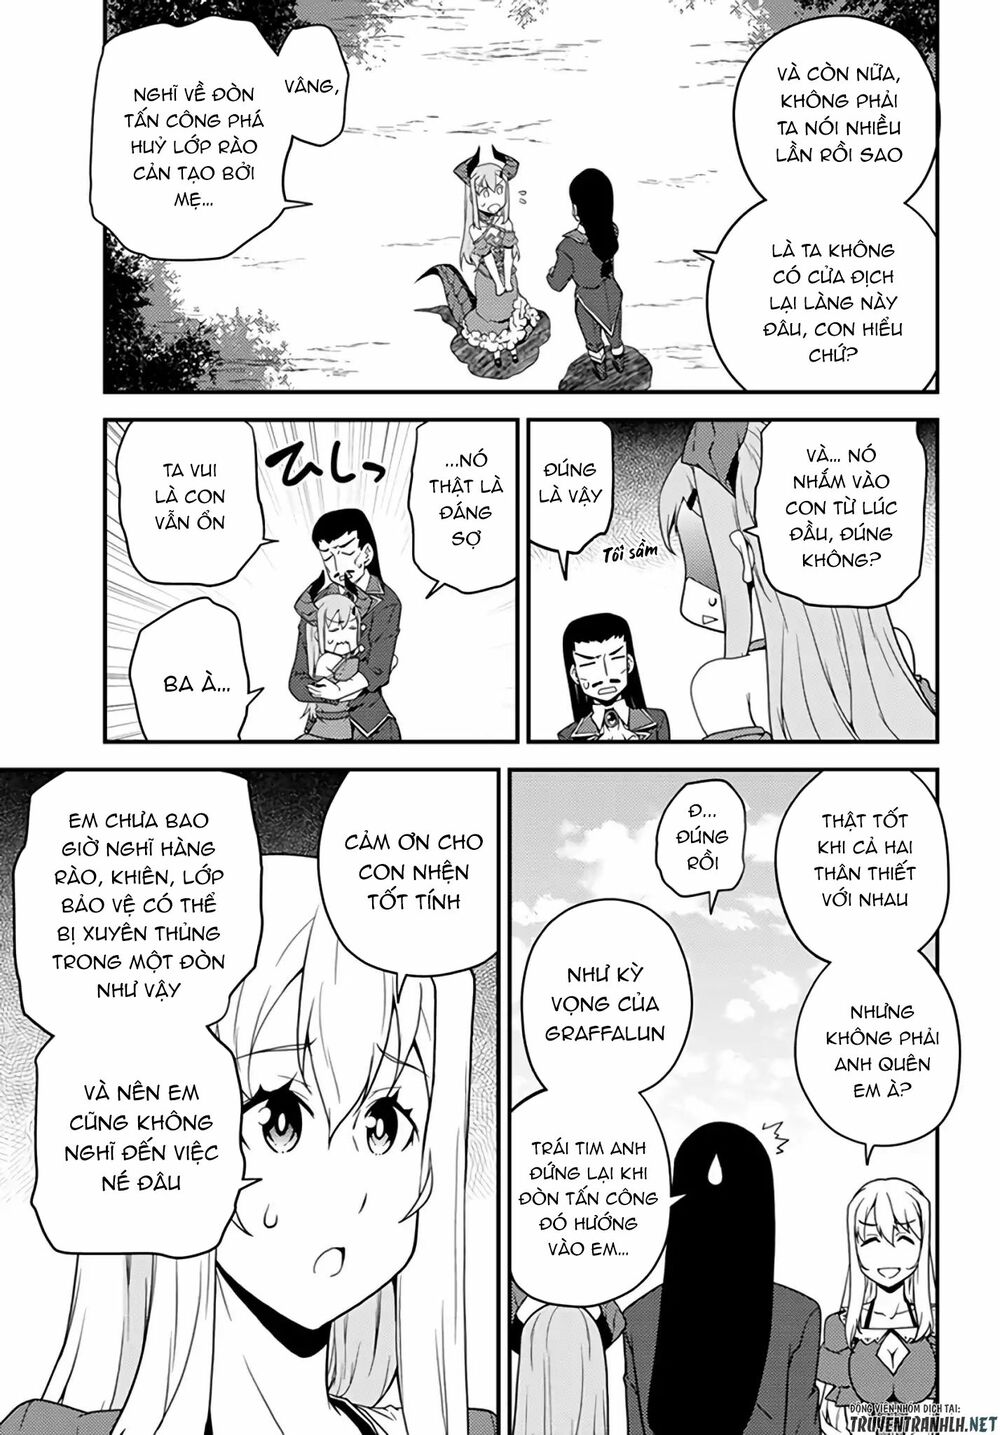 VÀ CÒN NỮA,
KHÔNG PHẢI
TA NÓI NHIỀU
LẦN RỒI SAO
LÀ TA KHÔNG
CÓ CỬA ĐỊCH
LẠI LÀNG NÀY
ĐÂU, CON HIỂU
CHỨ?
VÂNG,
NGHĨ VỀ ĐÒN
TẤN CÔNG PHÁ
HUỶ LỚP RÀO
CẢN TẠO BỞI
MẸ...
VÀ... NÓ
NHẮM VÀO
CON TỪ LÚC
ĐẦU, ĐÚNG
KHÔNG?
ĐÚNG
LÀ VẬY
Tối sầm
...NÓ
THẬT LÀ
ĐÁNG
SỢ
ひしっ
TA VUI
LÀ CON
VẪN ỔN
BA À...
THẬT TỐT
KHI CẢ HAI
THÂN THIẾT
VỚI NHAU
NHƯNG
KHÔNG PHẢI
ANH QUÊN
EM À?
Đ...
ĐÚNG
RỒI
NHƯ KỲ
VỌNG CỦA
GRAFFALUN
TRÁI TIM ANH
ĐỨNG LẠI KHI
ĐÒN TẤN CÔNG
ĐÓ HƯỚNG
VÀO EM...
CẢM ƠN CHO
CON NHỆN
TỐT TÍNH
EM CHƯA BAO
GIỜ NGHĨ HÀNG
RÀO, KHIÊN, LỚP
BẢO VỆ CÓ THỂ
BỊ XUYÊN THỦNG
TRONG MỘT ĐÒN
NHƯ VẬY
VÀ NÊN EM
CŨNG KHÔNG
NGHĨ ĐẾN VIỆC
NÉ ĐÂU
ĐỘNG VIÊN NHÓM DỊCH TẠI:
TRUYENTRANHLH.NET